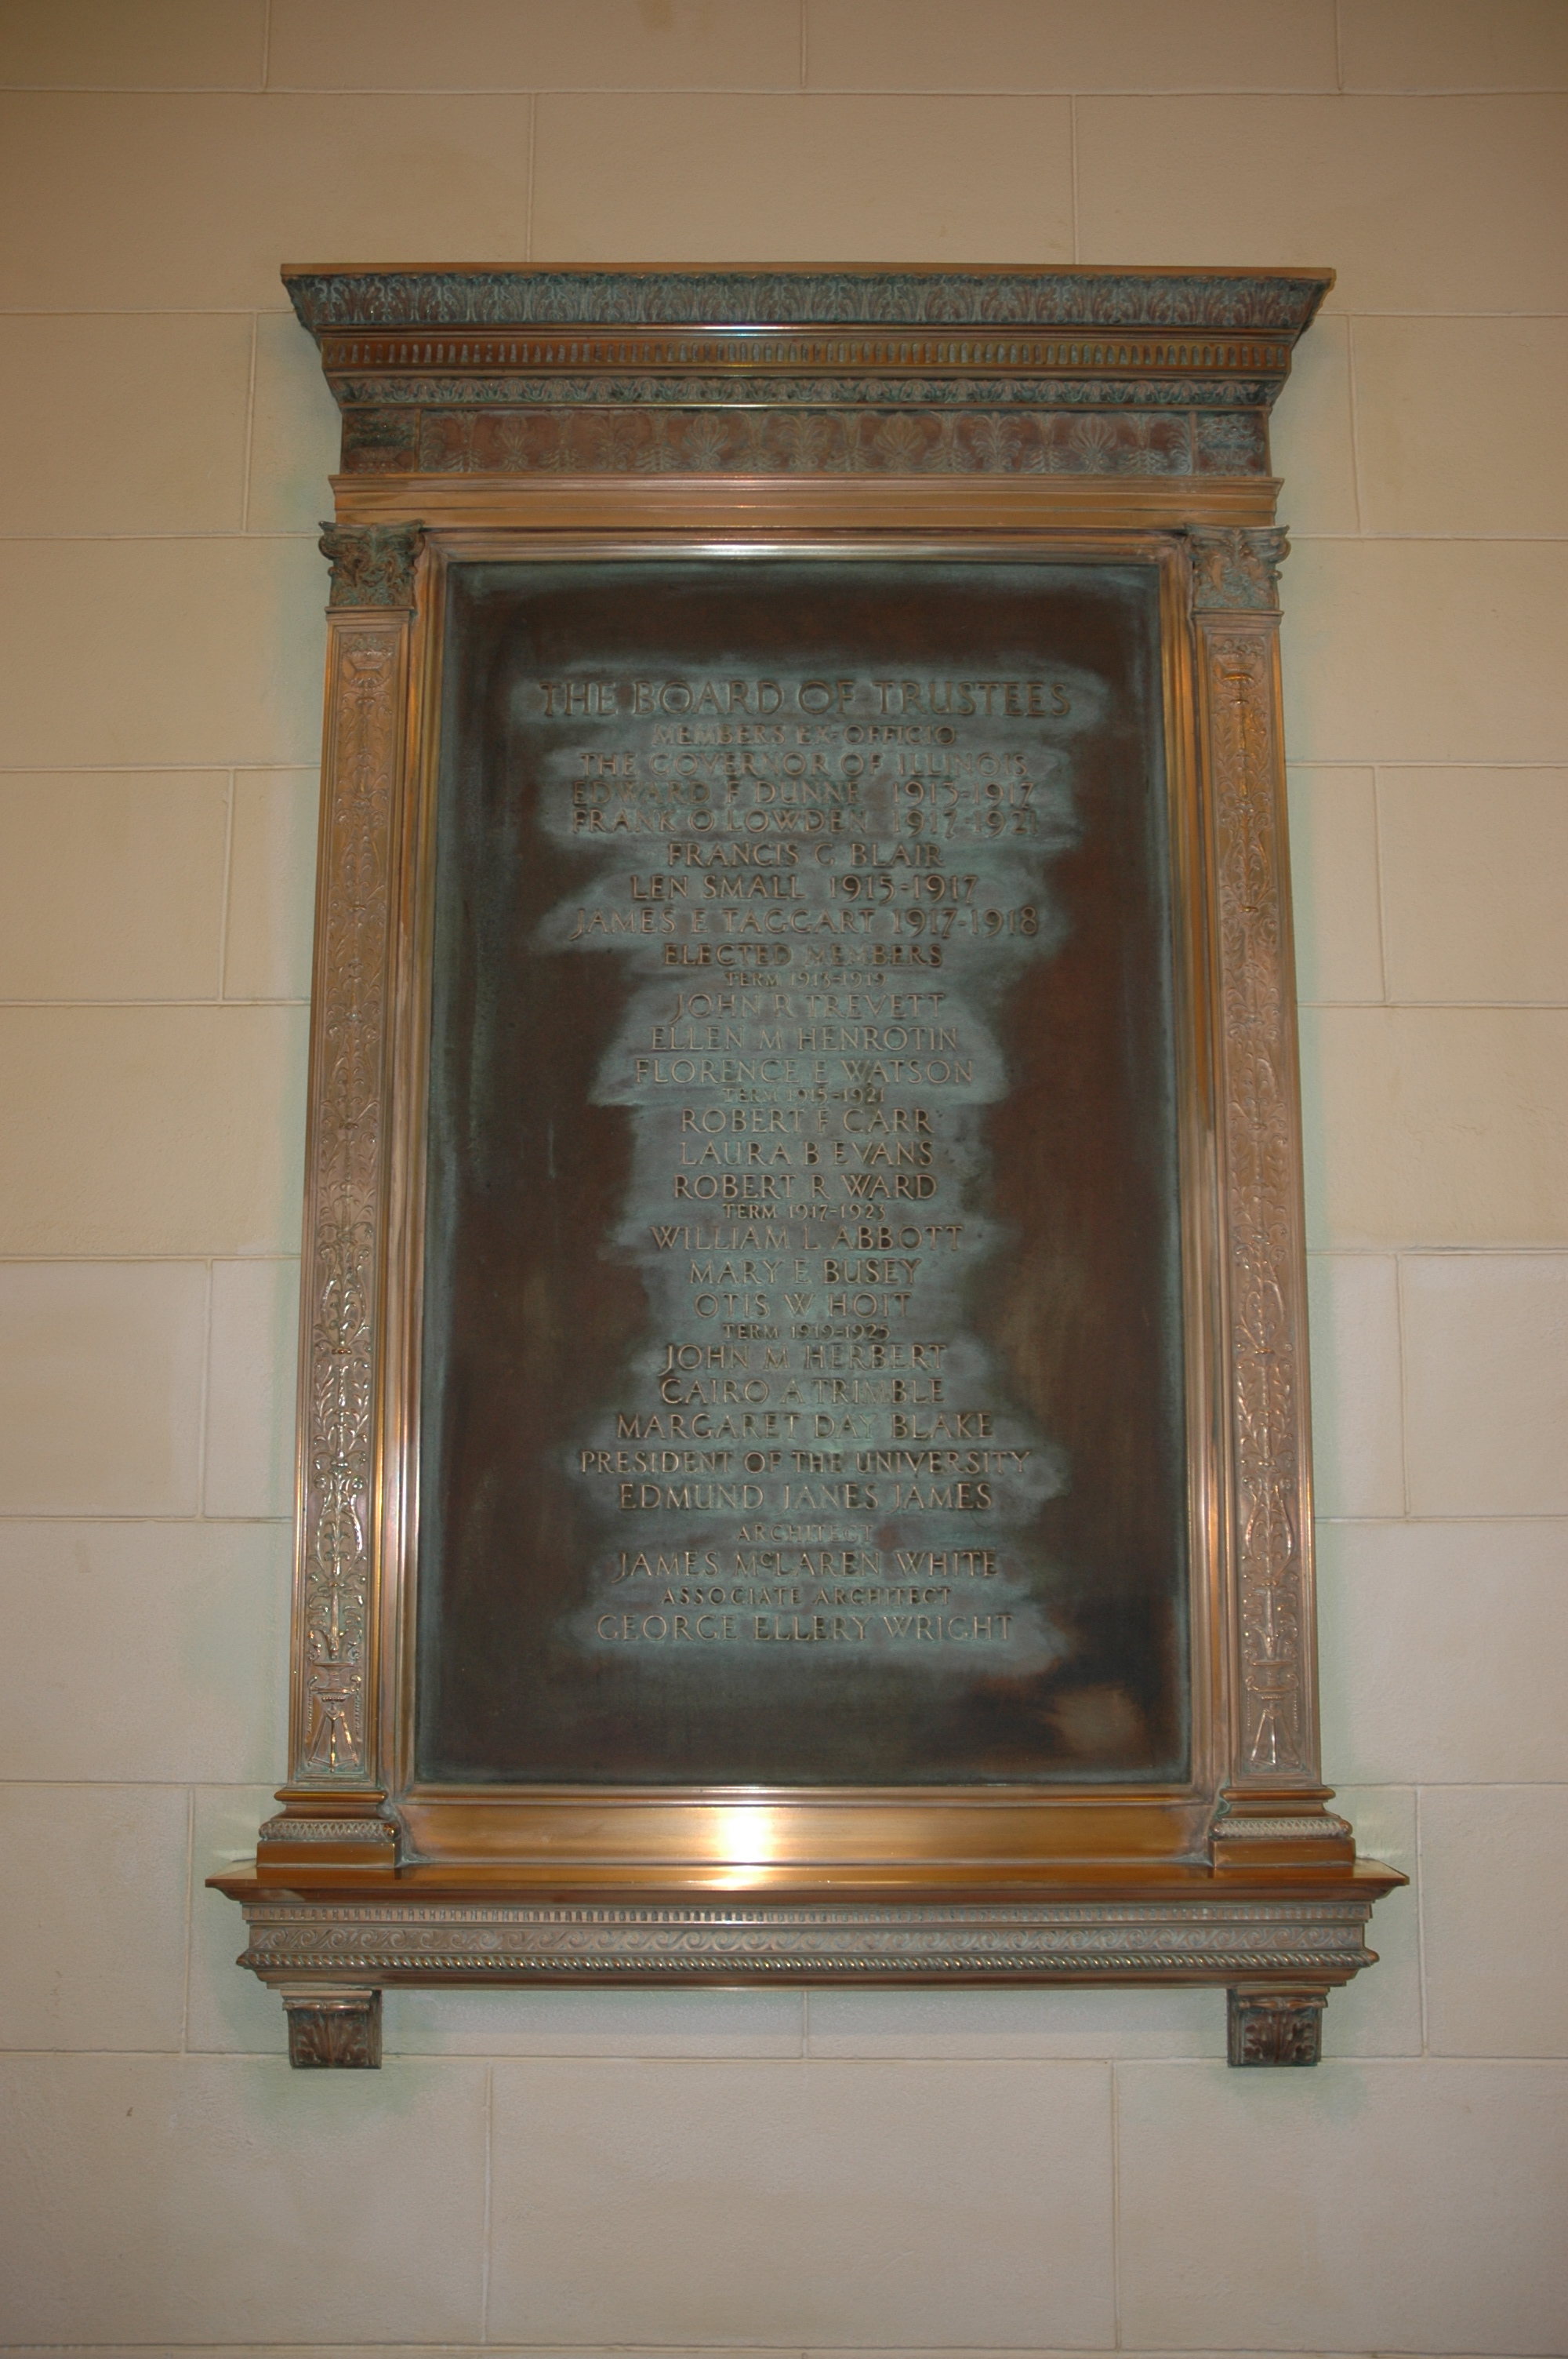 THE BOARD OF TRUSTEES
MEMBERS EX-OFFICIO
THE GOVERNOR OF ILLINOIS
EDWARD F DUNNE 1913-1917
FRANK O LOWDEN 1917-1921
FRANCIS G BLAIR
LEN SMALL 1915-1917
JAMES E TAGGART 1917-1918
ELECTED MEMBERS
TERM 1913-1919
JOHN R TREVETT
ELLEN M HENROTIN
FLORENCE E WATSON
TERM 1915-1921
ROBERT F CARR
LAURA B EVANS
ROBERT R WARD
TERM 1917-1923
WILLIAM L ABBOTT
MARY E BUSEY
OTIS W HOIT
TERM 1919-1925
JOHN M HERBERT
CAIRO A TRIMBLE
MARGARET DAY BLAKE
PRESIDENT OF THE UNIVERSITY
EDMUND JANES JAMES
ARCHITECT
JAMES McLAREN WHITE
ASSOCIATE ARCHITECT
GEORGE ELLERY WRIGHT